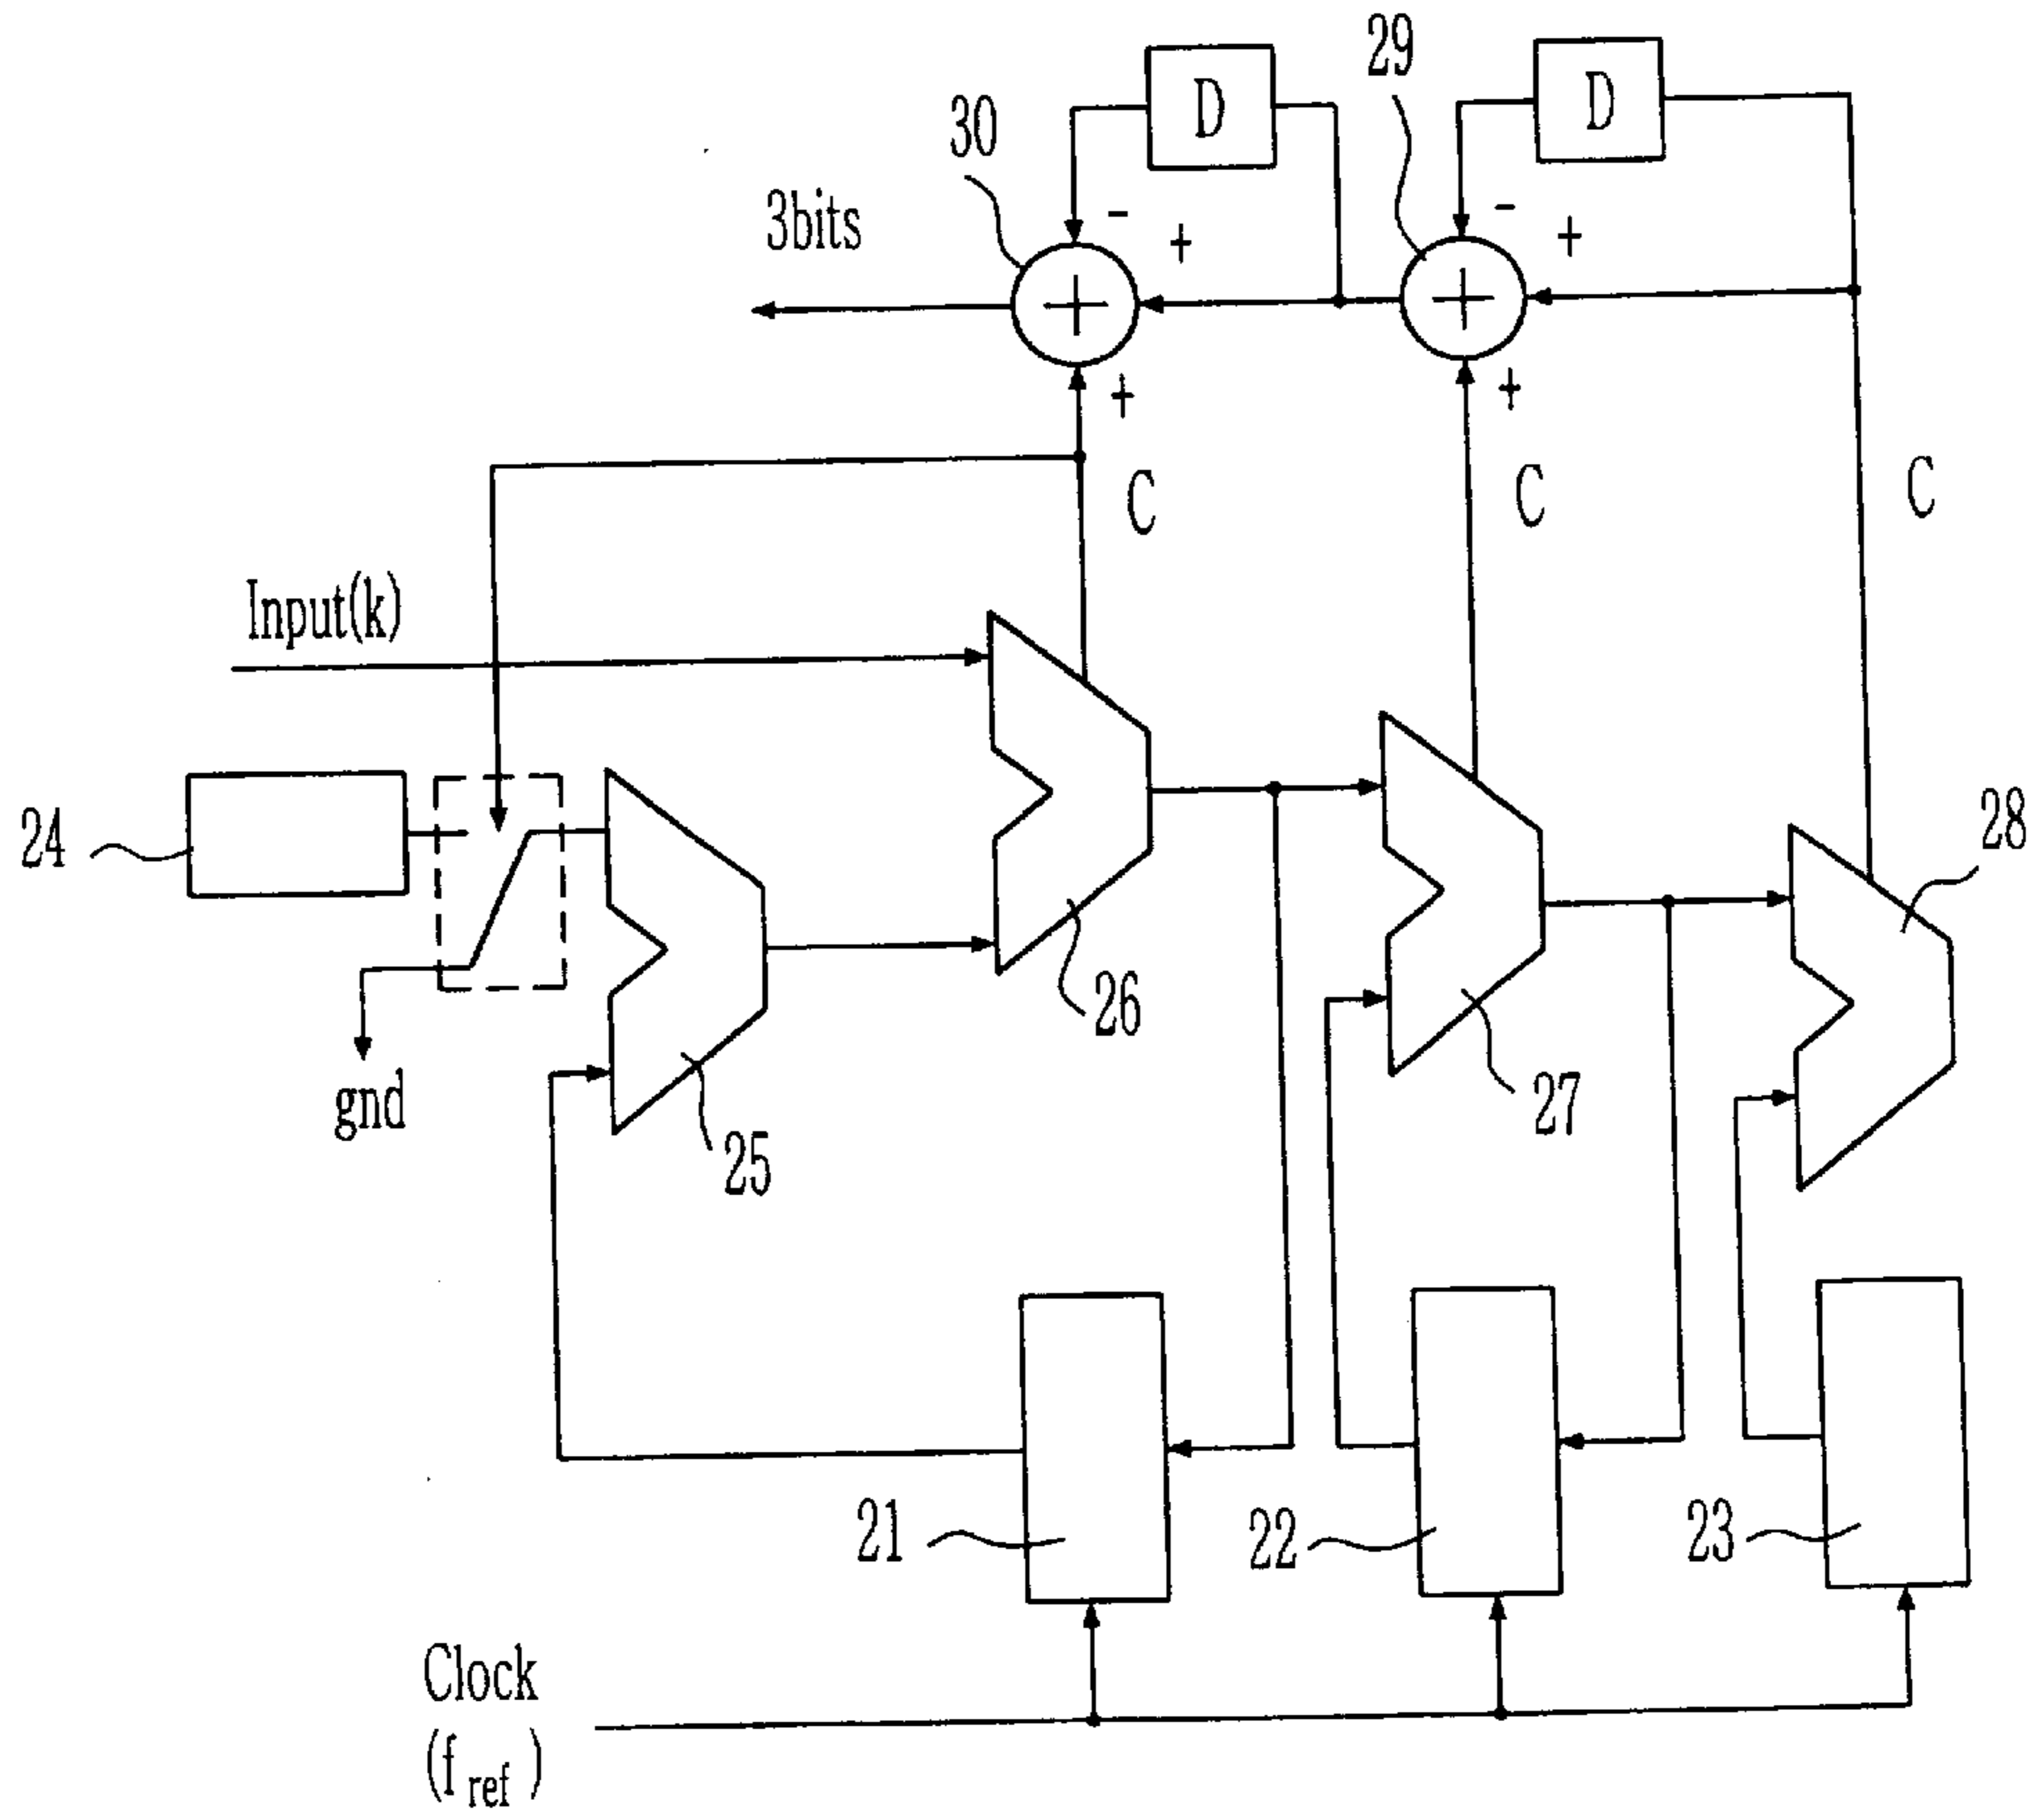 29
D
D
30
-
+
-
+
3bits
+
+
C
C
C
Input(k)
24
28
26
gnd
27
25
21
22
23
Clock
(f ref )